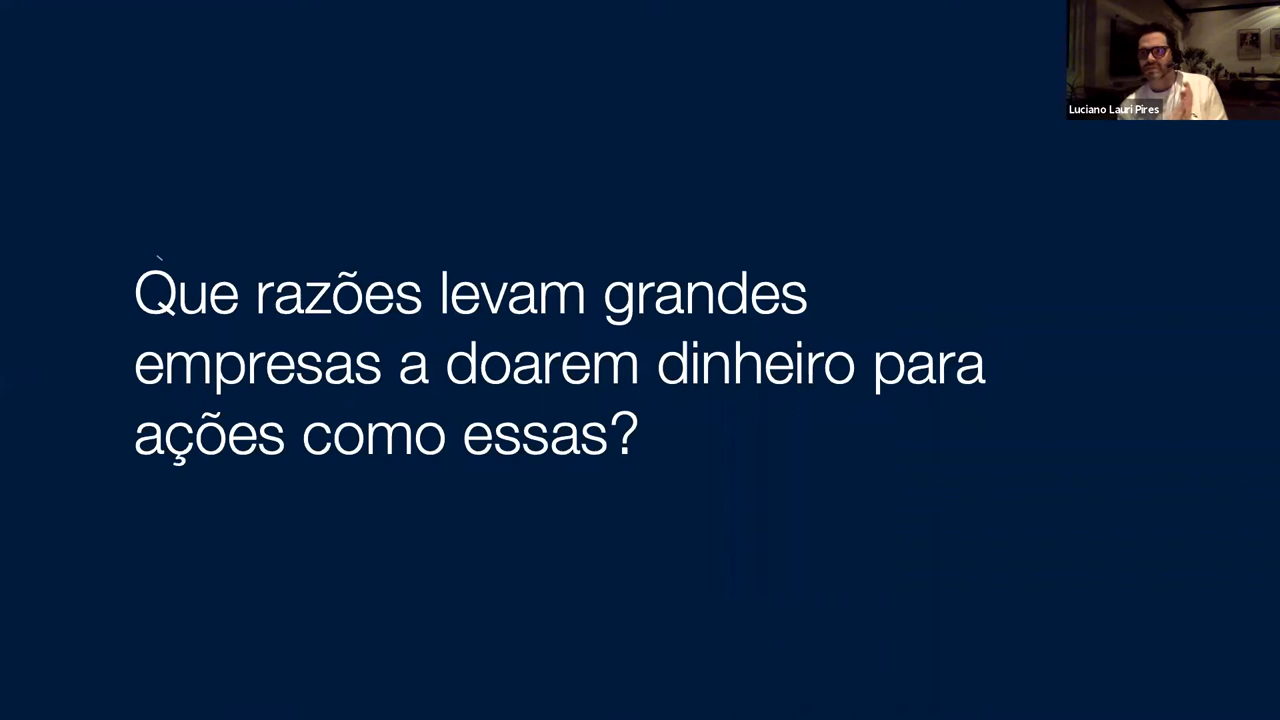 Luciano Lauri Pires
Que razões levam grandes
empresas a doarem dinheiro para
ações como essas?